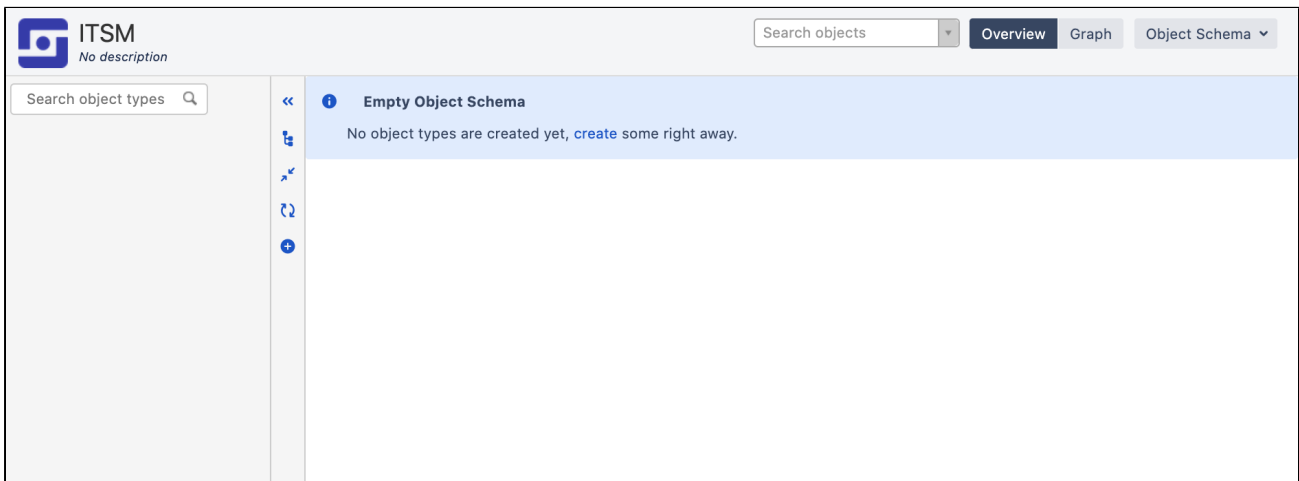 ITSM
No description
Search objects
Overview
Graph
Object Schema
Search object types
Empty Object Schema
No object types are created yet, create some right away.